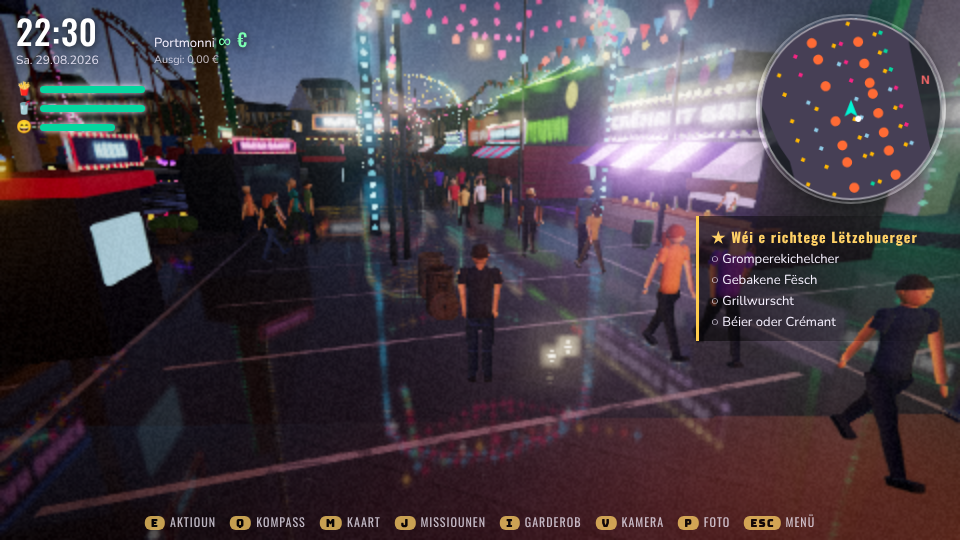 22:30
Sa. 29.08.2026
Portmonni ∞ €
Ausgi: 0,00 €
N
★ Wéi e richtege Lëtzebuerger
○ Gromperekichelcher
○ Gebakene Fësch
○ Grillwurscht
○ Béier oder Crémant
E AKTIOUN Q KOMPASS M KAART J MISSIOUNEN I GARDEROB V KAMERA P FOTO ESC MENÜ